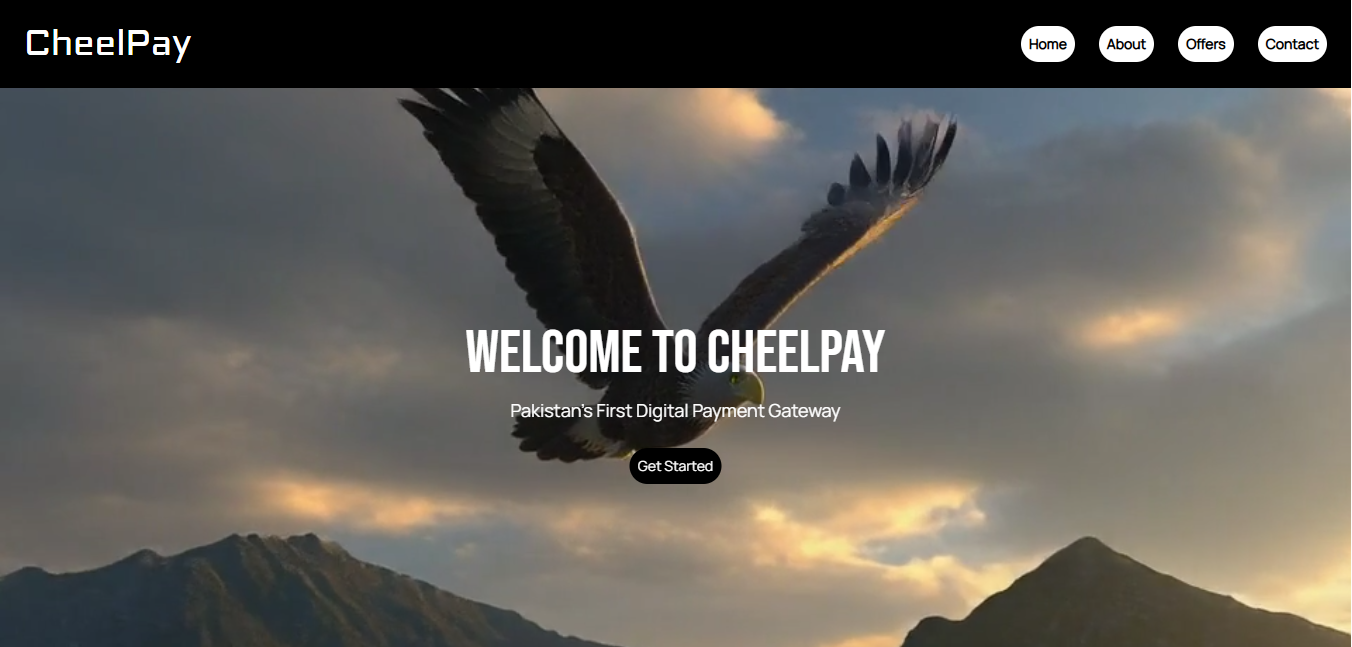 CheelPay
Home
About
Offers
Contact
WELCOME TO CHEELPAY
Pakistan's First Digital Payment Gateway
Get Started